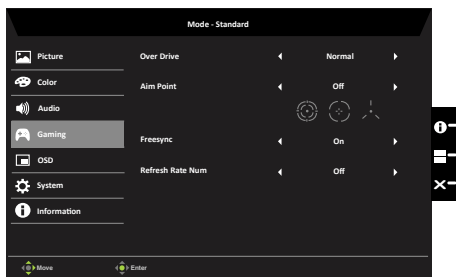 Mode - Standard
Picture
Over Drive Normal
Color
Aim Point Off
Audio
Gaming
Freesync On
OSD
Refresh Rate Num Off
System
Information
Move Enter